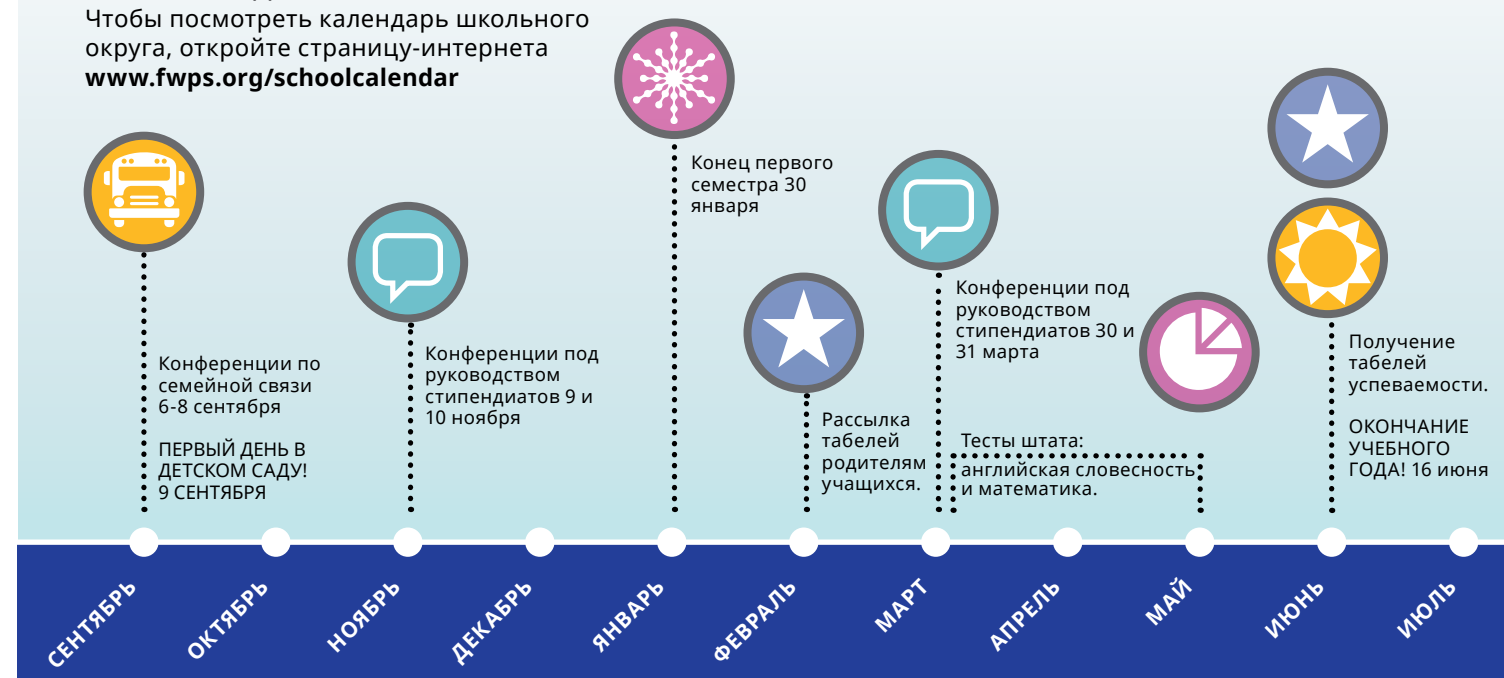 Чтобы посмотреть календарь школьного
округа, откройте страницу-интернета
www.fwps.org/schoolcalendar
Конференции по
семейной связи
6-8 сентября
ПЕРВЫЙ ДЕНЬ В
ДЕТСКОМ САДУ!
9 СЕНТЯБРЯ
Конференции под
руководством
стипендиатов 9 и
10 ноября
Конец первого
семестра 30
января
Рассылка
табелей
родителям
учащихся.
Конференции под
руководством
стипендиатов 30 и
31 марта
Тесты штата:
английская словесность
и математика.
Получение
табелей
успеваемости.
ОКОНЧАНИЕ
УЧЕБНОГО
ГОДА! 16 июня
СЕНТЯБРЬ
ОКТЯБРЬ
НОЯБРЬ
ДЕКАБРЬ
ЯНВАРЬ
ФЕВРАЛЬ
МАРТ
АПРЕЛЬ
МАЙ
ИЮНЬ
ИЮЛЬ